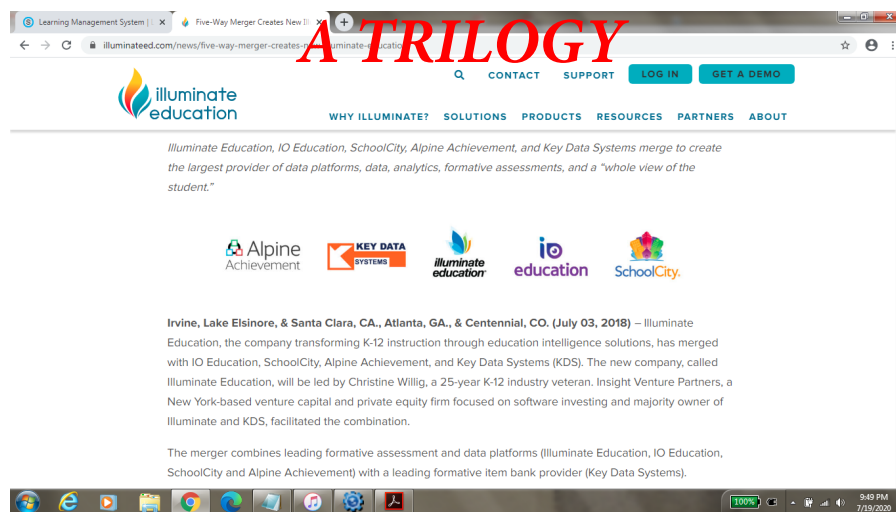 Learning Management System |
Five-Way Merger Creates New Il
A TRILOGY
illuminateed.com/news/five-way-merger-creates-
CONTACT SUPPORT LOG IN GET A DEMO
illuminate
education
WHY ILLUMINATE? SOLUTIONS PRODUCTS RESOURCES PARTNERS ABOUT
Illuminate Education, IO Education, SchoolCity, Alpine Achievement, and Key Data Systems merge to create
the largest provider of data platforms, data, analytics, formative assessments, and a “whole view of the
student.”
Alpine
Achievement
KEY DATA
SYSTEMS
illuminate
education
io
education
SchoolCity.
Irvine, Lake Elsinore, & Santa Clara, CA., Atlanta, GA., & Centennial, CO. (July 03, 2018) – Illuminate
Education, the company transforming K-12 instruction through education intelligence solutions, has merged
with IO Education, SchoolCity, Alpine Achievement, and Key Data Systems (KDS). The new company, called
Illuminate Education, will be led by Christine Willig, a 25-year K-12 industry veteran. Insight Venture Partners, a
New York-based venture capital and private equity firm focused on software investing and majority owner of
Illuminate and KDS, facilitated the combination.
The merger combines leading formative assessment and data platforms (Illuminate Education, IO Education,
SchoolCity and Alpine Achievement) with a leading formative item bank provider (Key Data Systems).
100%
9:49 PM
7/19/2020